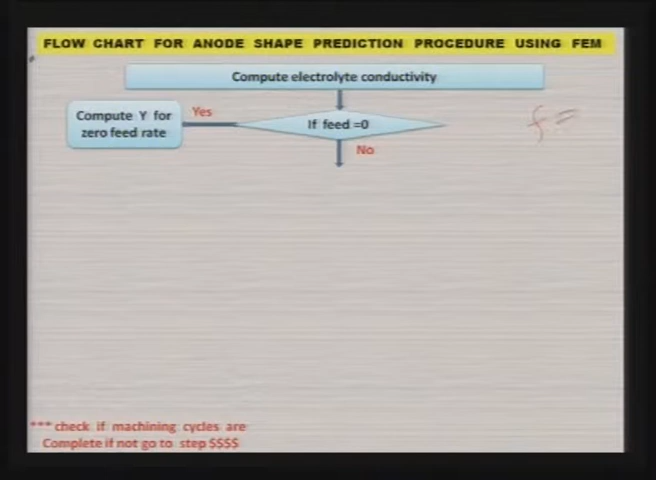 FLOW CHART FOR ANODE SHAPE PREDICTION PROCEDURE USING FEM
Compute electrolyte conductivity
Compute Y for
zero feed rate
Yes
If feed =0
f =
No
*** check if machining cycles are
Complete if not go to step $$$$